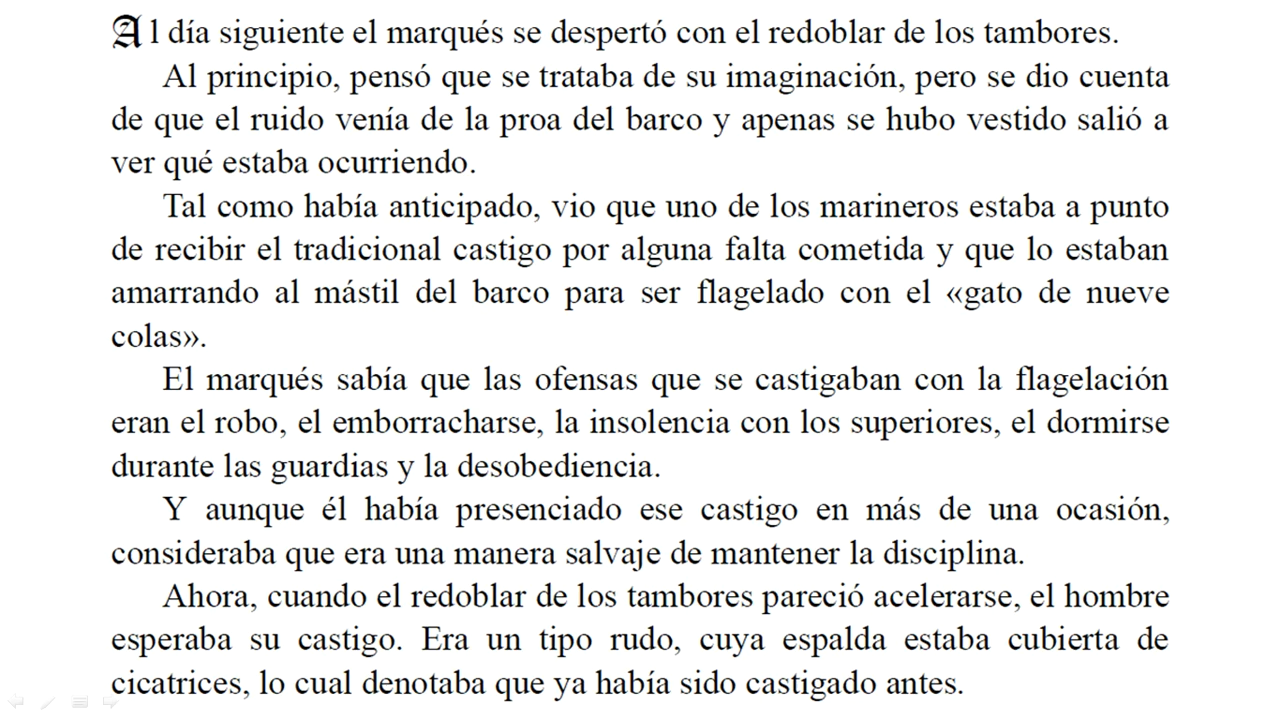 Al día siguiente el marqués se despertó con el redoblar de los tambores.
Al principio, pensó que se trataba de su imaginación, pero se dio cuenta
de que el ruido venía de la proa del barco y apenas se hubo vestido salió a
ver qué estaba ocurriendo.
Tal como había anticipado, vio que uno de los marineros estaba a punto
de recibir el tradicional castigo por alguna falta cometida y que lo estaban
amarrando al mástil del barco para ser flagelado con el «gato de nueve
colas».
El marqués sabía que las ofensas que se castigaban con la flagelación
eran el robo, el emborracharse, la insolencia con los superiores, el dormirse
durante las guardias y la desobediencia.
Y aunque él había presenciado ese castigo en más de una ocasión,
consideraba que era una manera salvaje de mantener la disciplina.
Ahora, cuando el redoblar de los tambores pareció acelerarse, el hombre
esperaba su castigo. Era un tipo rudo, cuya espalda estaba cubierta de
cicatrices, lo cual denotaba que ya había sido castigado antes.